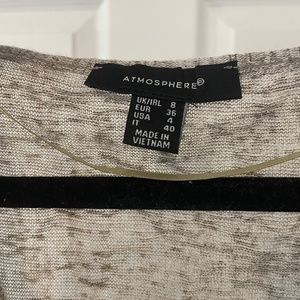 ATMOSPHERE®
UK/IRL 8
EUR 36
USA 4
IT 40
MADE IN
VIETNAM